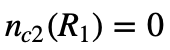 n_{c2}(R_1) = 0